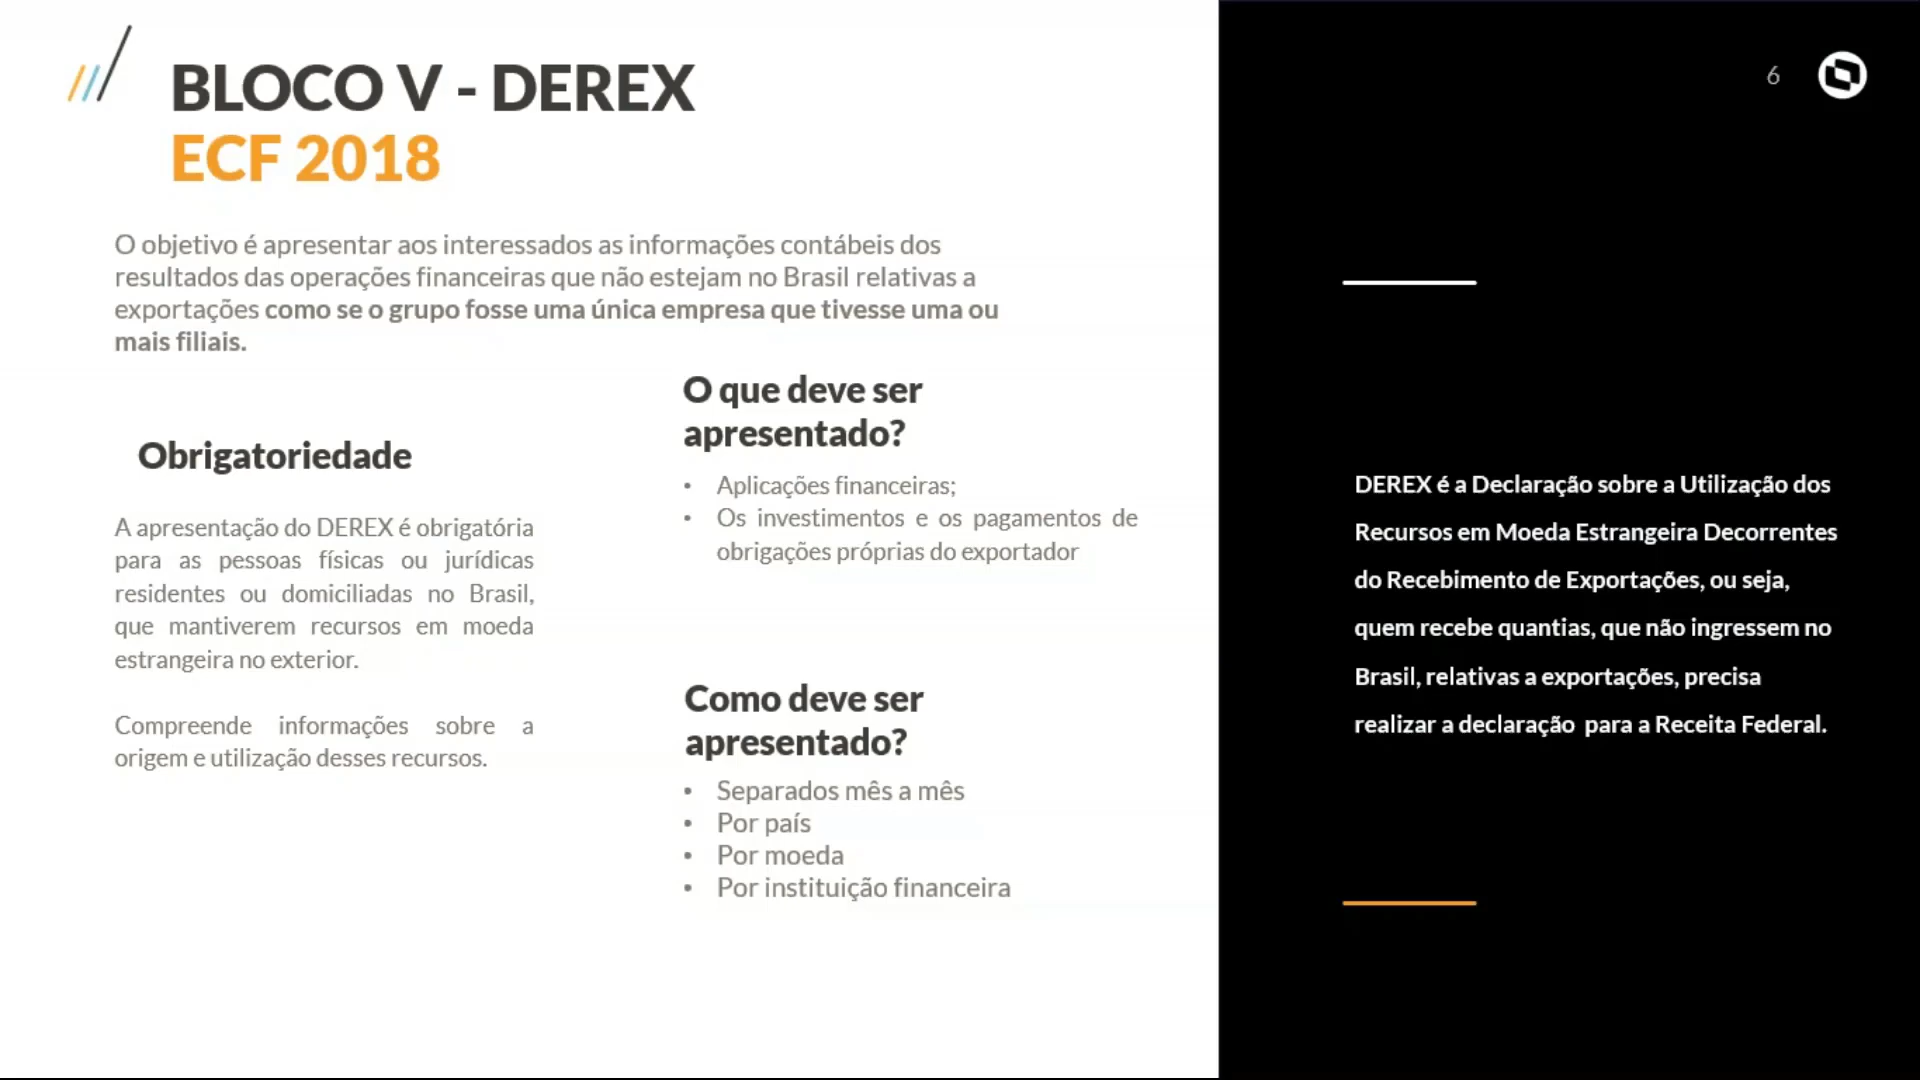 BLOCO V - DEREX
ECF 2018
O objetivo é apresentar aos interessados as informações contábeis dos
resultados das operações financeiras que não estejam no Brasil relativas a
exportações como se o grupo fosse uma única empresa que tivesse uma ou
mais filiais.
Obrigatoriedade
A apresentação do DEREX é obrigatória
para as pessoas físicas ou jurídicas
residentes ou domiciliadas no Brasil,
que mantiverem recursos em moeda
estrangeira no exterior.
Compreende informações sobre a
origem e utilização desses recursos.
O que deve ser
apresentado?
• Aplicações financeiras;
• Os investimentos e os pagamentos de
obrigações próprias do exportador
Como deve ser
apresentado?
• Separados mês a mês
• Por país
• Por moeda
• Por instituição financeira
6
DEREX é a Declaração sobre a Utilização dos
Recursos em Moeda Estrangeira Decorrentes
do Recebimento de Exportações, ou seja,
quem recebe quantias, que não ingressem no
Brasil, relativas a exportações, precisa
realizar a declaração  para a Receita Federal.